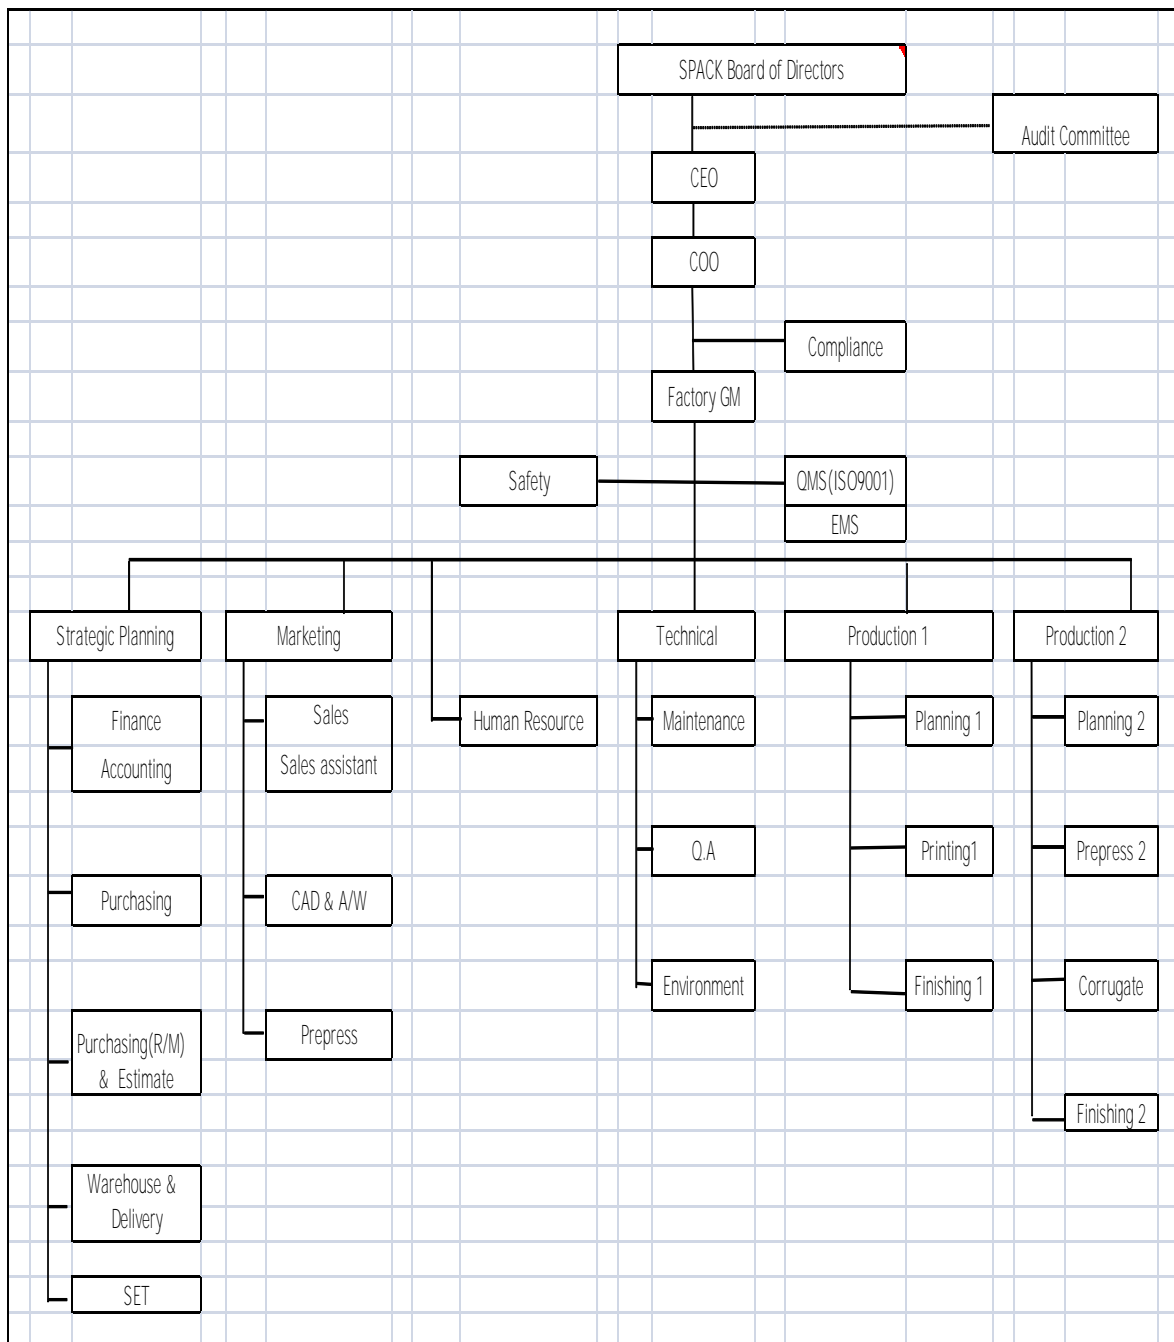 SPACK Board of Directors
Audit Committee
CEO
COO
Compliance
Factory GM
Safety
QMS(ISO9001)
EMS
Strategic Planning
Marketing
Technical
Production 1
Production 2
Finance
Accounting
Sales
Sales assistant
Human Resource
Maintenance
Planning 1
Planning 2
Q.A
Printing1
Prepress 2
Purchasing
CAD & A/W
Environment
Finishing 1
Corrugate
Purchasing(R/M)
& Estimate
Prepress
Finishing 2
Warehouse &
Delivery
SET